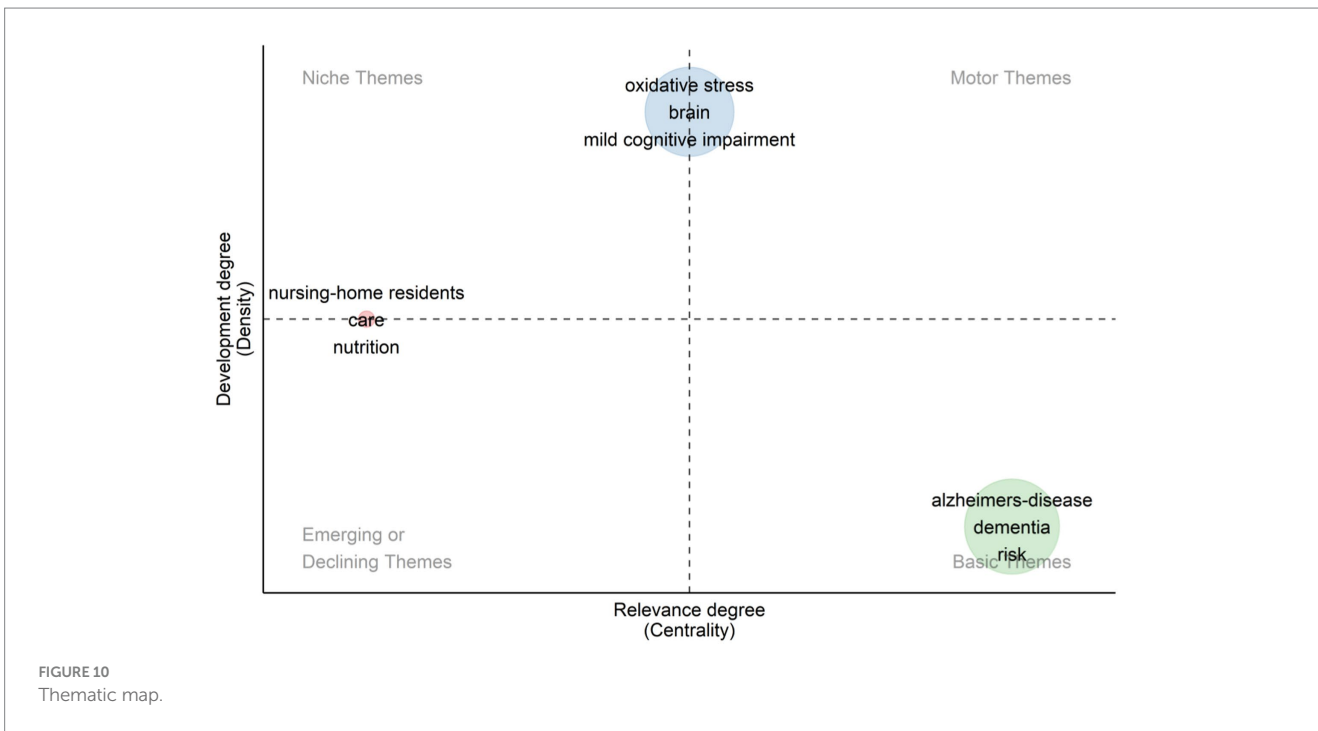 Niche Themes
Motor Themes
oxidative stress
brain
mild cognitive impairment
Development degree
(Density)
nursing-home residents
care
nutrition
alzheimers-disease
dementia
risk
Emerging or
Declining Themes
Basic Themes
Relevance degree
(Centrality)
FIGURE 10
Thematic map.